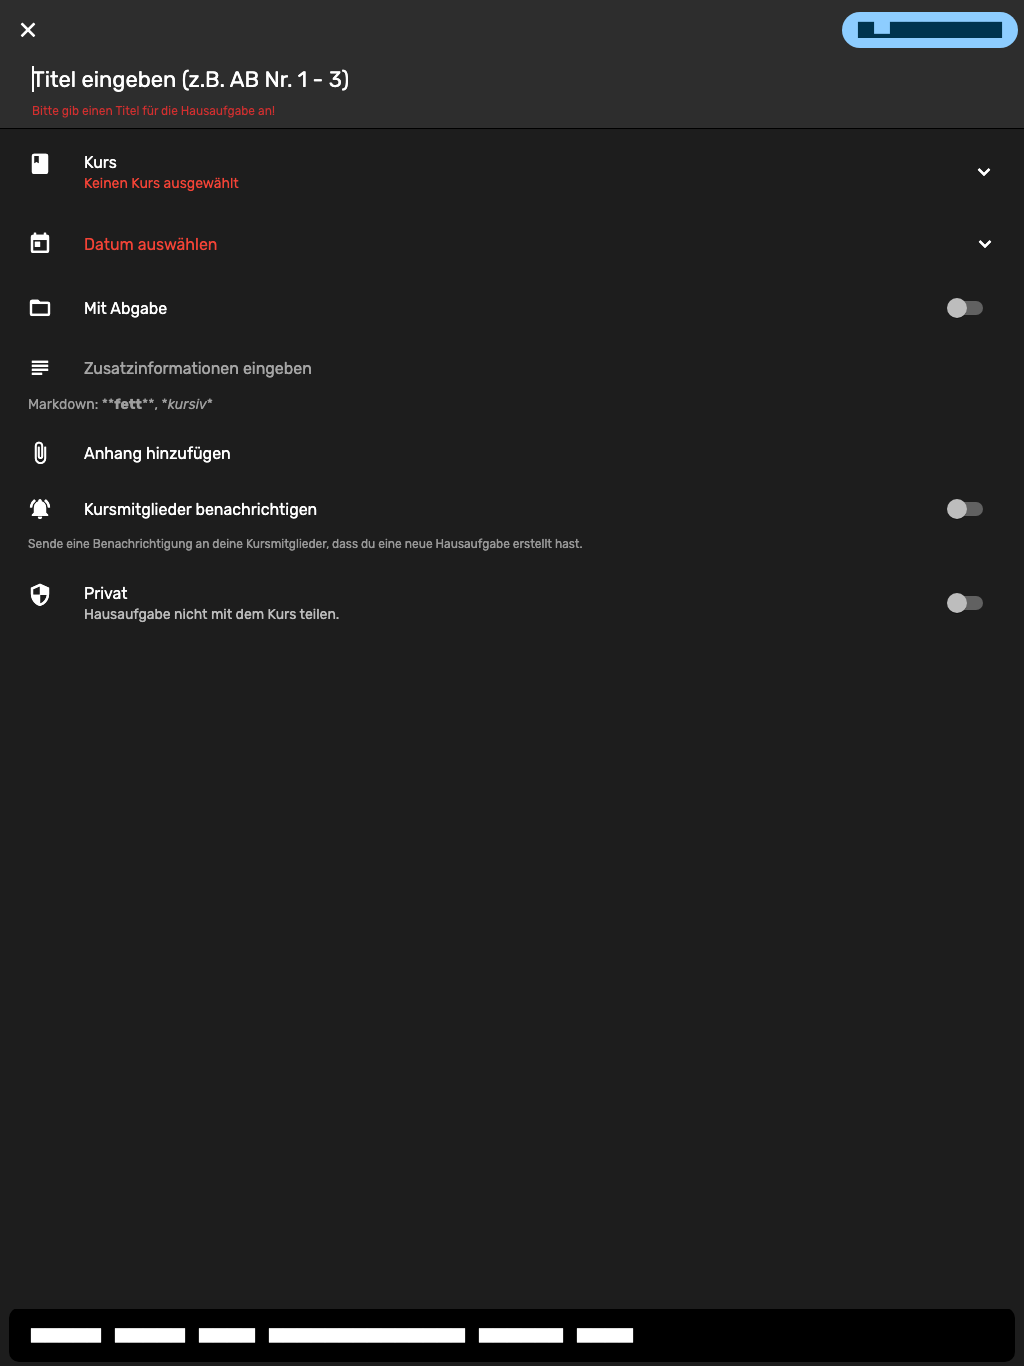 Titel eingeben (z.B. AB Nr. 1 - 3)
Bitte gib einen Titel für die Hausaufgabe an!
Kurs
Keinen Kurs ausgewählt
Datum auswählen
Mit Abgabe
Zusatzinformationen eingeben
Markdown: **fett**, *kursiv*
Anhang hinzufügen
Kursmitglieder benachrichtigen
Sende eine Benachrichtigung an deine Kursmitglieder, dass du eine neue Hausaufgabe erstellt hast.
Privat
Hausaufgabe nicht mit dem Kurs teilen.